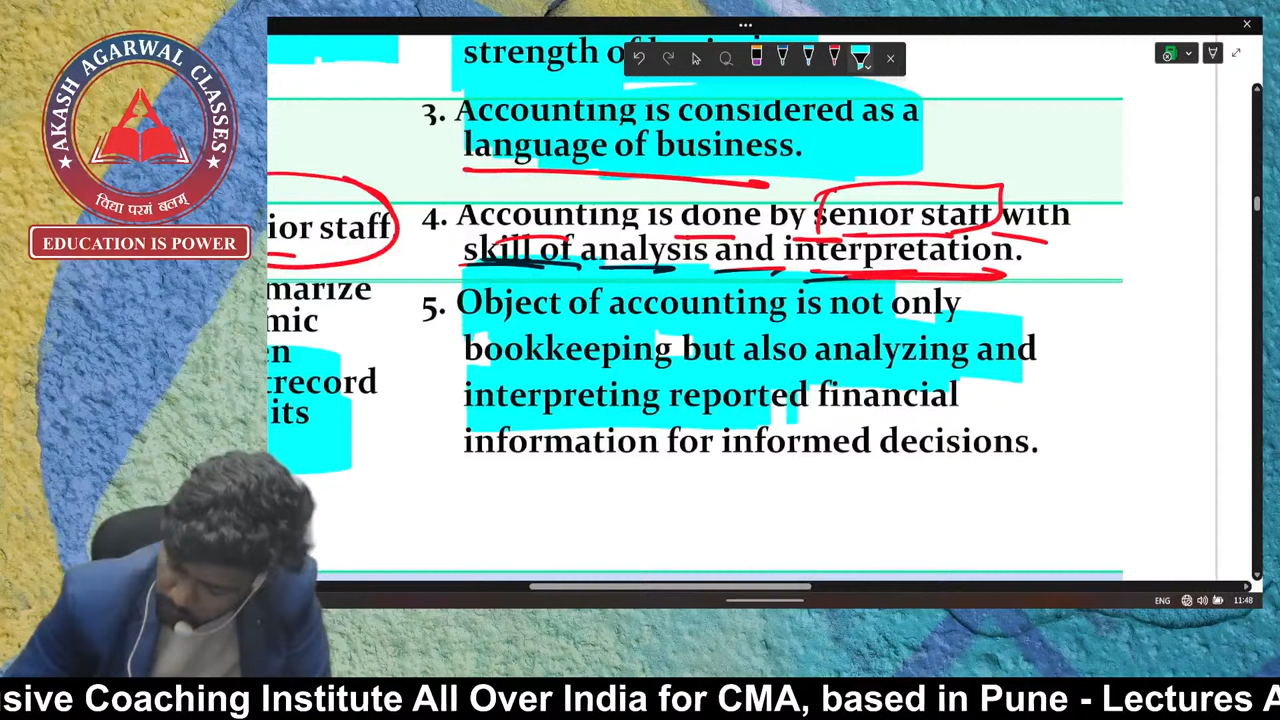 AKASH AGARWAL CLASSES
विद्या परमं बलम्
EDUCATION IS POWER
strength of
3. Accounting is considered as a
language of business.
ior staff
4. Accounting is done by senior staff with
skill of analysis and interpretation.
marize
mic
en
record
its
5. Object of accounting is not only
bookkeeping but also analyzing and
interpreting reported financial
information for informed decisions.
ENG
11:48
usive Coaching Institute All Over India for CMA, based in Pune - Lectures A